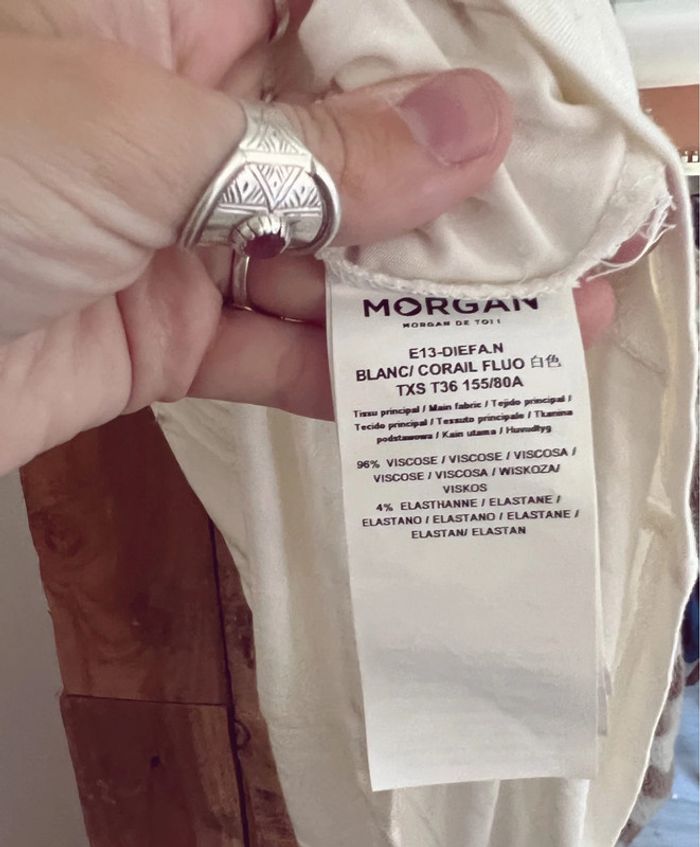 MORGAN
MORGAN DE TOI !
E13-DIEFA.N
BLANC/ CORAIL FLUO 白色
TXS T36 155/80A
Tissu principal / Main fabric / Tejido principal /
Tecido principal / Tessuto principale / Tkanina
podstawowa / Kain utama / Huvudtyg
96% VISCOSE / VISCOSE / VISCOSA /
VISCOSE / VISCOSA / WISKOZA/
VISKOS
4% ELASTHANNE / ELASTANE /
ELASTANO / ELASTANO / ELASTANE /
ELASTAN/ ELASTAN